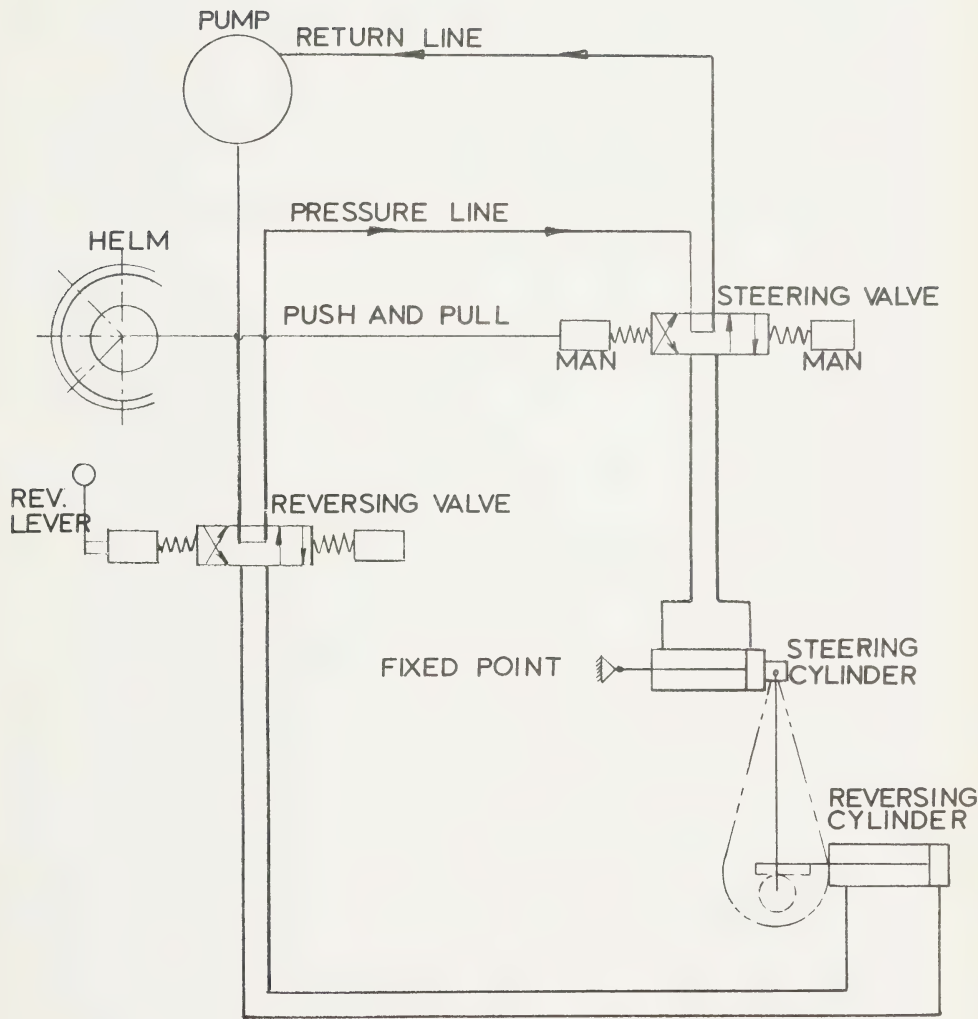 PUMP
RETURN LINE
PRESSURE LINE
HELM
STEERING VALVE
PUSH AND PULL
MAN
MAN
REV.
LEVER
REVERSING VALVE
FIXED POINT
STEERING
CYLINDER
REVERSING
CYLINDER